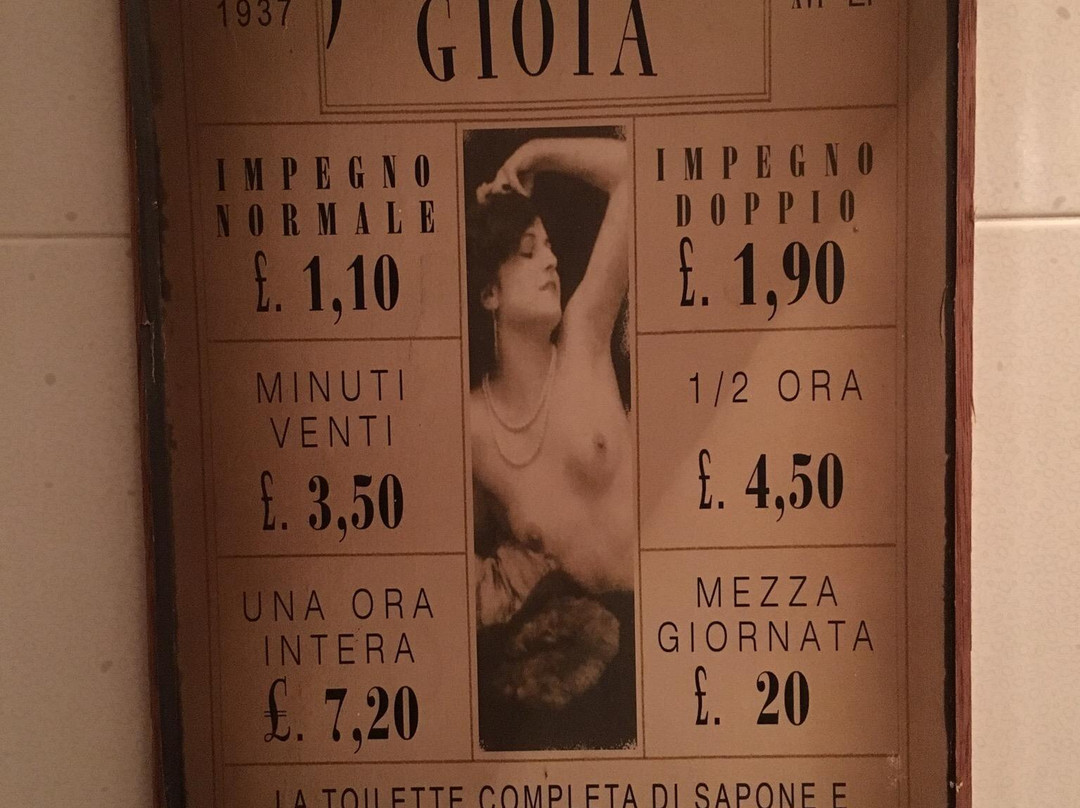 1937
GIOIA
IMPEGNO
NORMALE
£. 1,10
IMPEGNO
DOPPIO
£. 1,90
MINUTI
VENTI
£. 3,50
1/2 ORA
£. 4,50
UNA ORA
INTERA
£. 7,20
MEZZA
GIORNATA
£. 20
LA TOILETTE COMPLETA DI SAPONE E